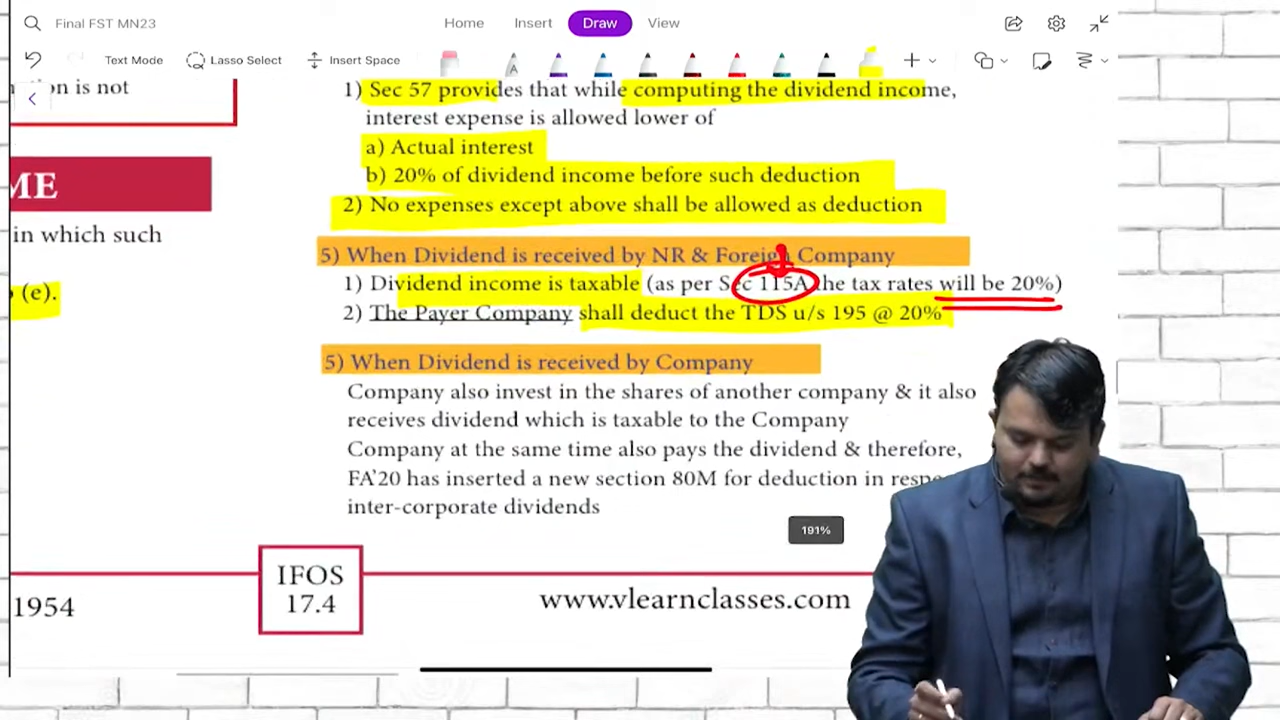 Final FST MN23
Home Insert Draw View
Text Mode Lasso Select Insert Space
on is not
ME
in which such
(e).
1954
1) Sec 57 provides that while computing the dividend income,
interest expense is allowed lower of
a) Actual interest
b) 20% of dividend income before such deduction
2) No expenses except above shall be allowed as deduction
5) When Dividend is received by NR & Foreign Company
1) Dividend income is taxable (as per Sec 115A the tax rates will be 20%)
2) The Payer Company shall deduct the TDS u/s 195 @ 20%
5) When Dividend is received by Company
Company also invest in the shares of another company & it also
receives dividend which is taxable to the Company
Company at the same time also pays the dividend & therefore,
FA'20 has inserted a new section 80M for deduction in
inter-corporate dividends
191%
IFOS
17.4
www.vlearnclasses.com